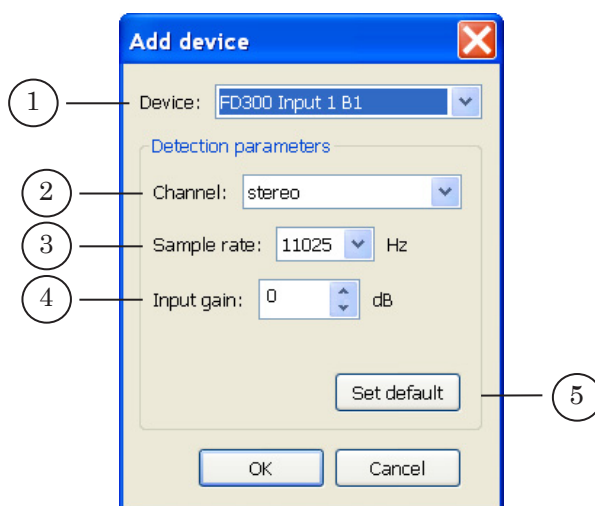 Add device
1 Device: FD300 Input 1 B1
Detection parameters
2 Channel: stereo
3 Sample rate: 11025 Hz
4 Input gain: 0 dB
Set default 5
OK Cancel